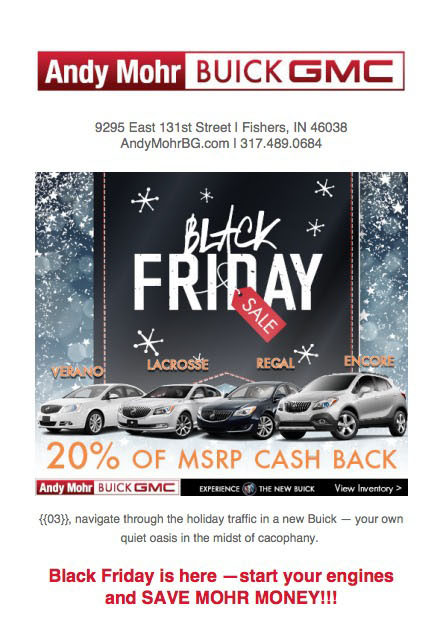 Andy Mohr BUICK GMC
9295 East 131st Street | Fishers, IN 46038
AndyMohrBG.com | 317.489.0684
BLACK
FRIDAY
SALE
VERANO LACROSSE REGAL ENCORE
20% OF MSRP CASH BACK
Andy Mohr BUICK GMC EXPERIENCE THE NEW BUICK View Inventory >
{{03}}, navigate through the holiday traffic in a new Buick — your own
quiet oasis in the midst of cacophany.
Black Friday is here —start your engines
and SAVE MOHR MONEY!!!